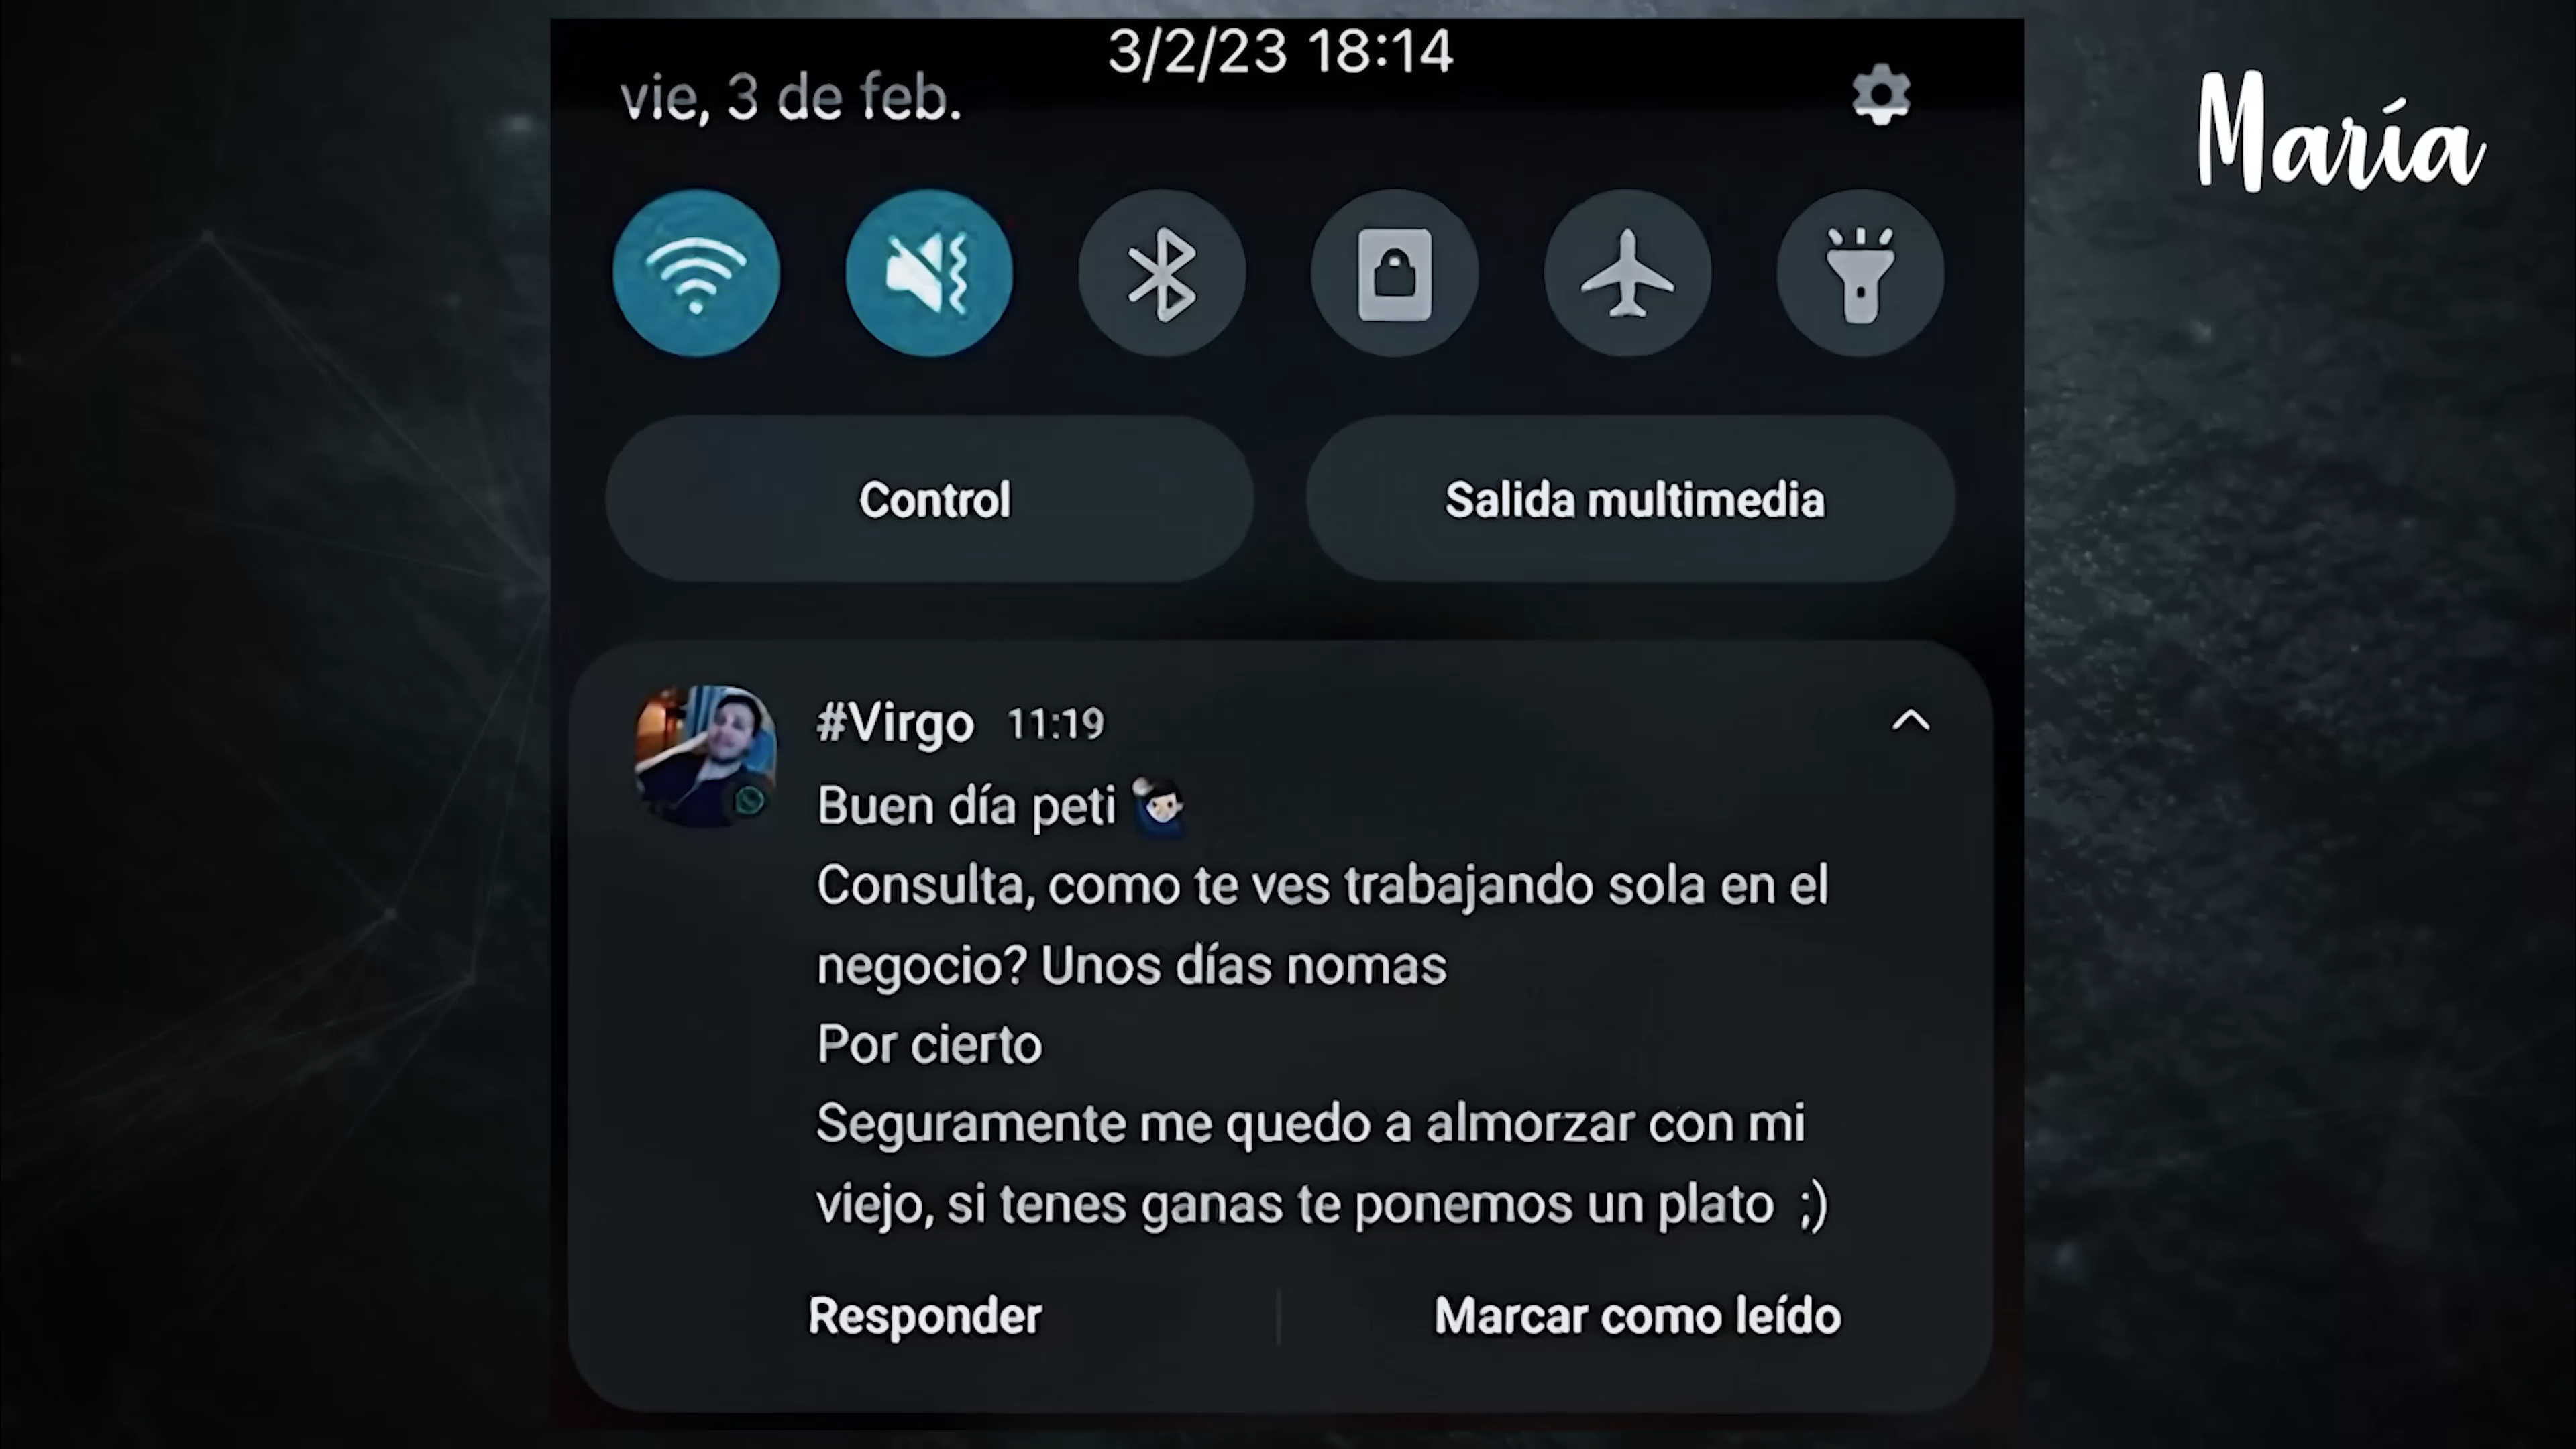 3/2/23 18:14
vie, 3 de feb.
María
Control
Salida multimedia
#Virgo 11:19
Buen día peti 🙋🏻‍♂️
Consulta, como te ves trabajando sola en el
negocio? Unos días nomas
Por cierto
Seguramente me quedo a almorzar con mi
viejo, si tenes ganas te ponemos un plato ;)
Responder
Marcar como leído